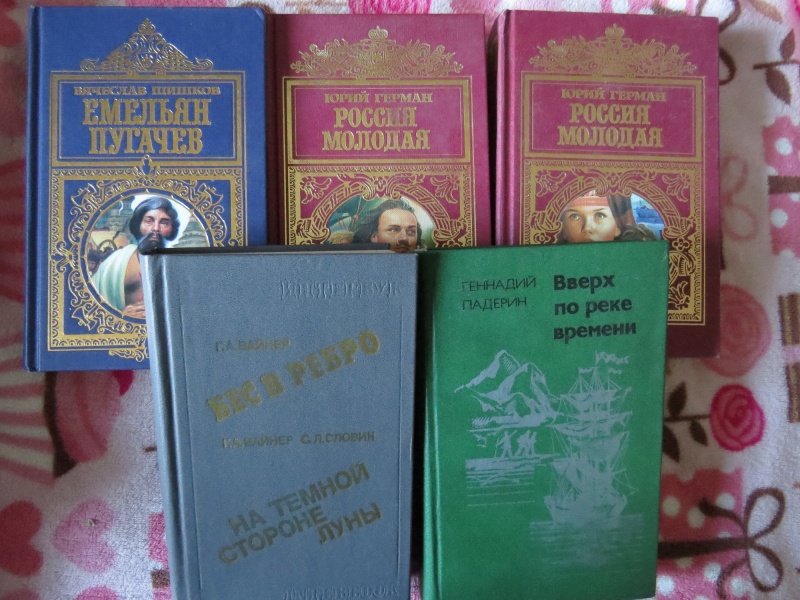 ВЯЧЕСЛАВ ШИШКОВ
ЕМЕЛЬЯН
ПУГАЧЕВ
ЮРИЙ ГЕРМАН
РОССИЯ
МОЛОДАЯ
ЮРИЙ ГЕРМАН
РОССИЯ
МОЛОДАЯ
Г.А.ВАЙНЕР
БЕС В РЕБРО
Г.А.ВАЙНЕР С.Л.СЛОВИН
НА ТЕМНОЙ
СТОРОНЕ
ЛУНЫ
ГЕННАДИЙ
ПАДЕРИН
Вверх
по реке
времени